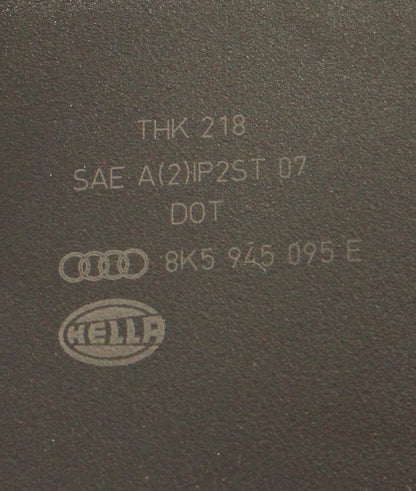 THK 218
SAE A(2)IP2ST 07
DOT
8K5 945 095 E
HELLA